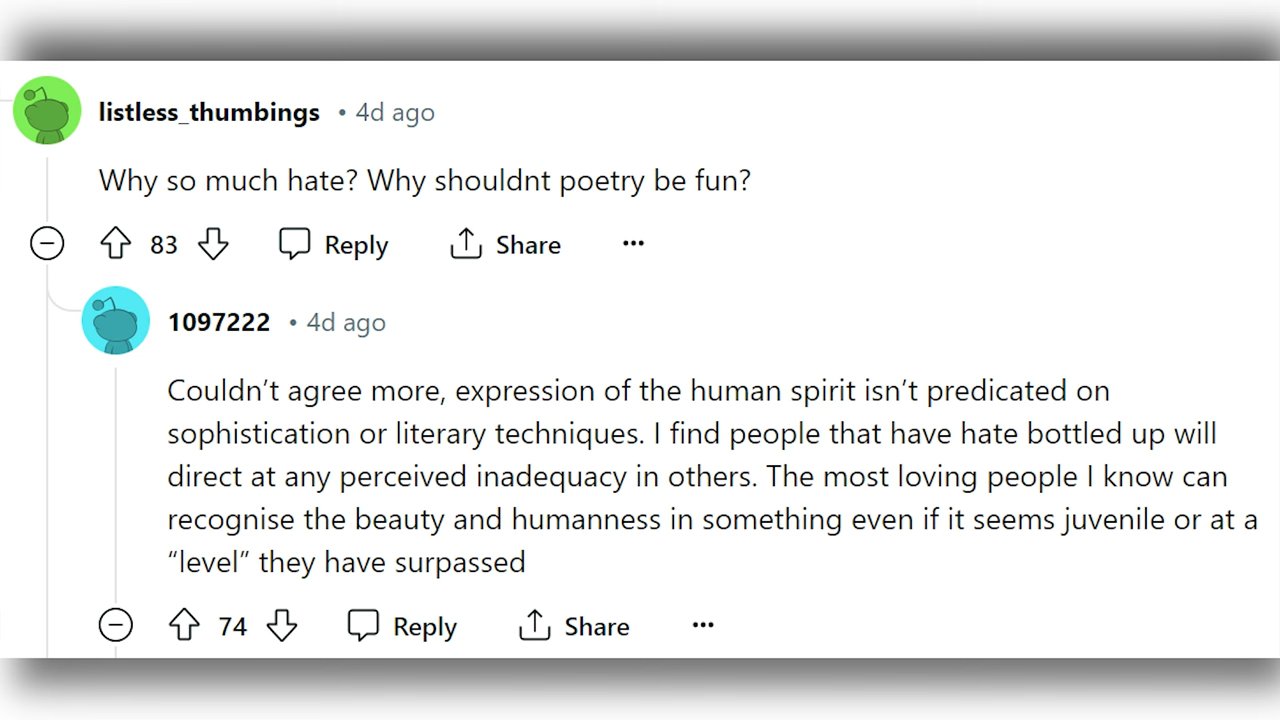 listless_thumbings • 4d ago
Why so much hate? Why shouldnt poetry be fun?
83 Reply Share ···
1097222 • 4d ago
Couldn’t agree more, expression of the human spirit isn’t predicated on
sophistication or literary techniques. I find people that have hate bottled up will
direct at any perceived inadequacy in others. The most loving people I know can
recognise the beauty and humanness in something even if it seems juvenile or at a
“level” they have surpassed
74 Reply Share ···